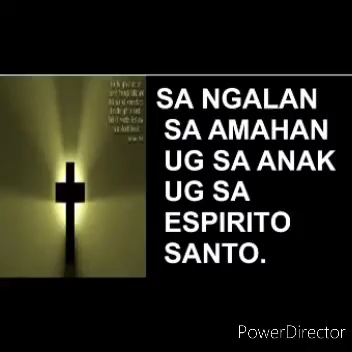 SA NGALAN
SA AMAHAN
UG SA ANAK
UG SA
ESPIRITO
SANTO.
PowerDirector